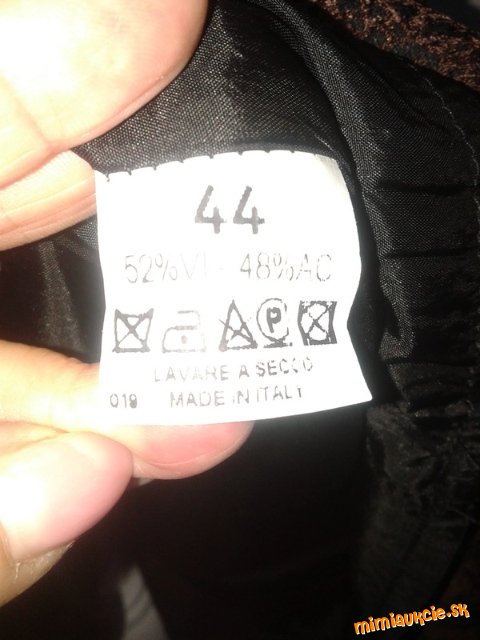 44
52%VI - 48%AC
P
LAVARE A SECCO
019 MADE IN ITALY
mimiaukcie.sk